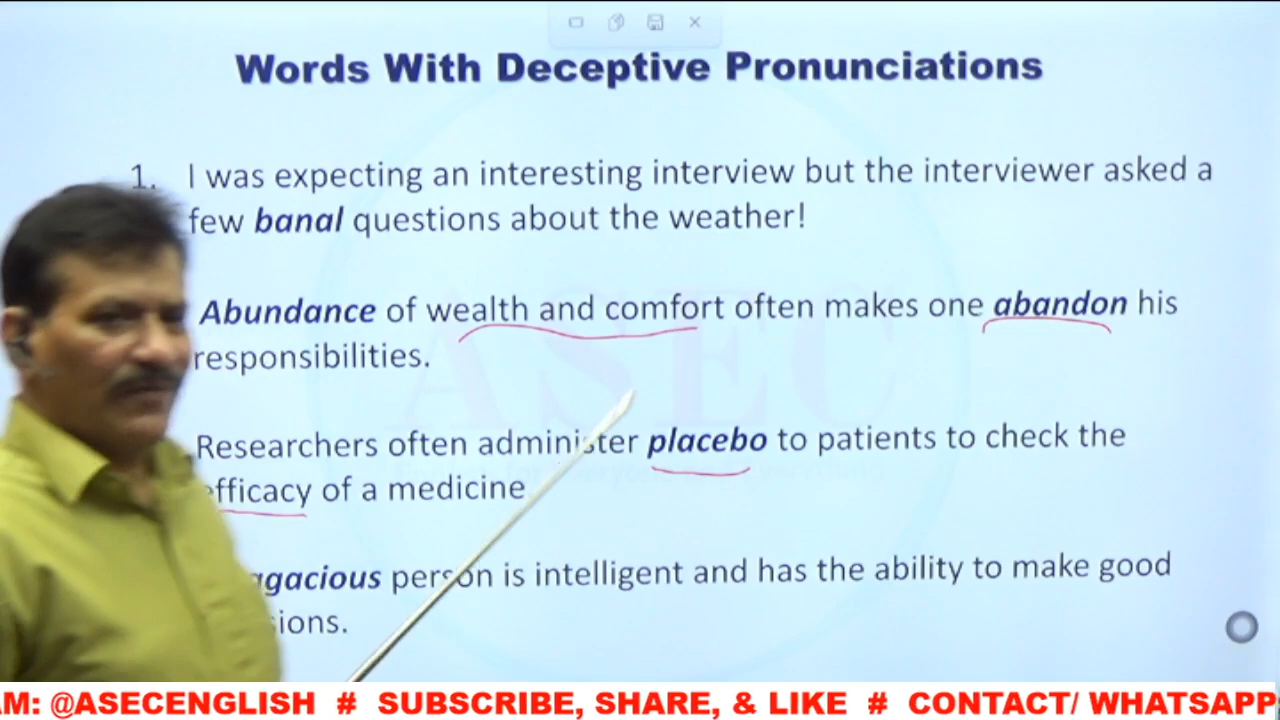 Words With Deceptive Pronunciations
1. I was expecting an interesting interview but the interviewer asked a
few banal questions about the weather!
Abundance of wealth and comfort often makes one abandon his
responsibilities.
Researchers often administer placebo to patients to check the
efficacy of a medicine
agacious person is intelligent and has the ability to make good
sions.
ASEC
AM: @ASECENGLISH # SUBSCRIBE, SHARE, & LIKE # CONTACT/ WHATSAPP